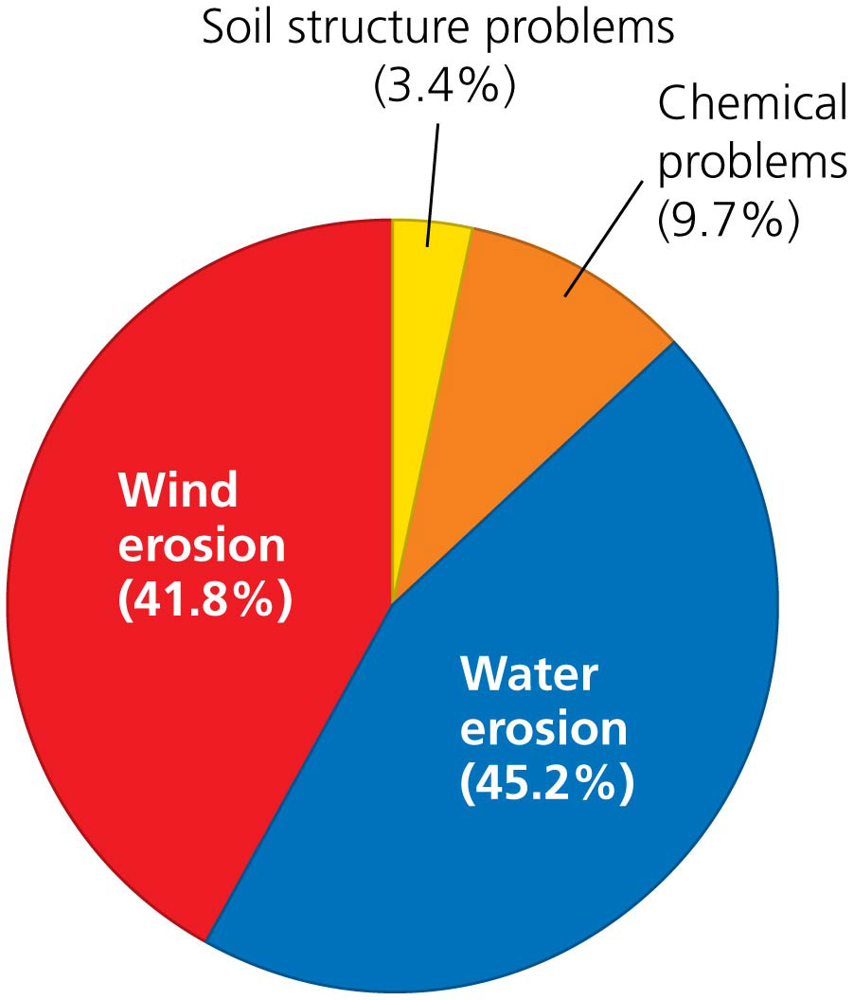 Soil structure problems
(3.4%)
Chemical
problems
(9.7%)
Wind
erosion
(41.8%)
Water
erosion
(45.2%)